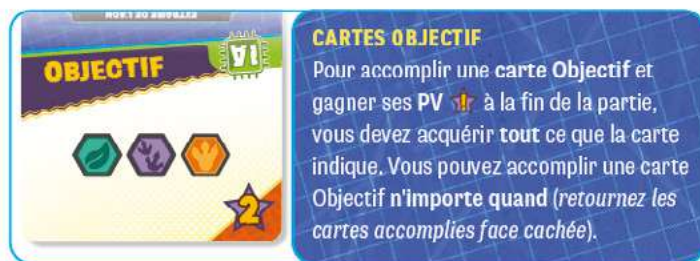 OBJECTIF
IA
2
CARTES OBJECTIF
Pour accomplir une carte Objectif et
gagner ses PV ! à la fin de la partie,
vous devez acquérir tout ce que la carte
indique. Vous pouvez accomplir une carte
Objectif n'importe quand (retournez les
cartes accomplies face cachée).